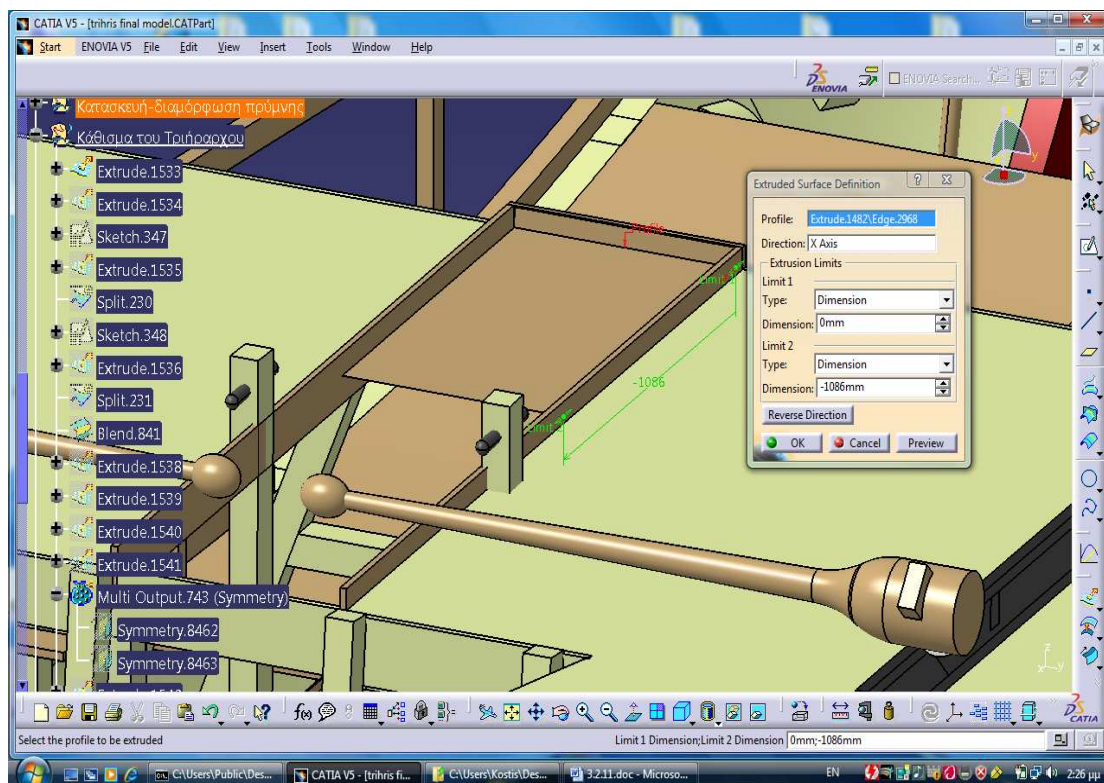 CATIA V5 - [trihris final model.CATPart]
Start ENOVIA V5 File Edit View Insert Tools Window Help
DS ENOVIA ENOVIA Search...
Κατασκευή-διαμόρφωση πρύμνης
Κάθισμα του Τριήραρχου
Extrude.1533
Extrude.1534
Sketch.347
Extrude.1535
Split.230
Sketch.348
Extrude.1536
Split.231
Blend.841
Extrude.1538
Extrude.1539
Extrude.1540
Extrude.1541
Multi Output.743 (Symmetry)
Symmetry.8462
Symmetry.8463
Profile
Limit
-1086
Limit
y
Extruded Surface Definition
Profile: Extrude.1482\Edge.2968
Direction: X Axis
Extrusion Limits
Limit 1
Type: Dimension
Dimension: 0mm
Limit 2
Type: Dimension
Dimension: -1086mm
Reverse Direction
OK Cancel Preview
z
x y
f(x)
DS CATIA
Select the profile to be extruded
Limit 1 Dimension;Limit 2 Dimension 0mm;-1086mm
C:\Users\Public\Des... CATIA V5 - [trihris fi... C:\Users\Kostis\Des... 3.2.11.doc - Microso... EN 2:26 μμ